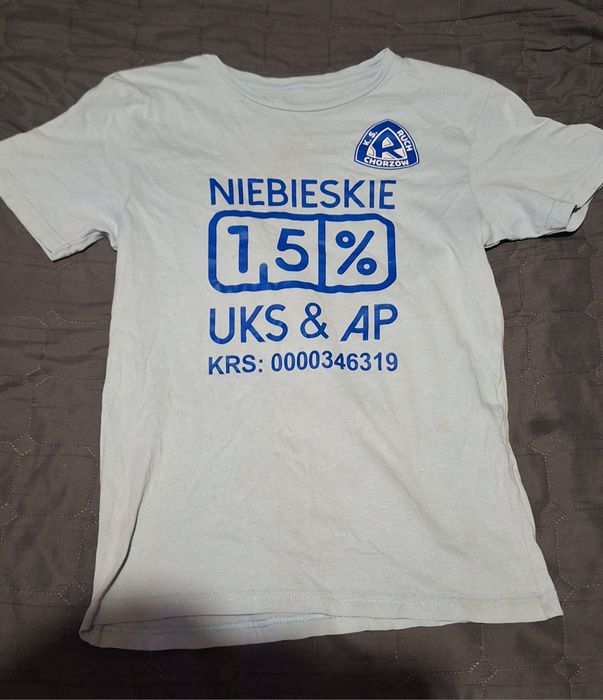 K.S. RUCH
R
CHORZÓW
NIEBIESKIE
1,5%
UKS & AP
KRS: 0000346319